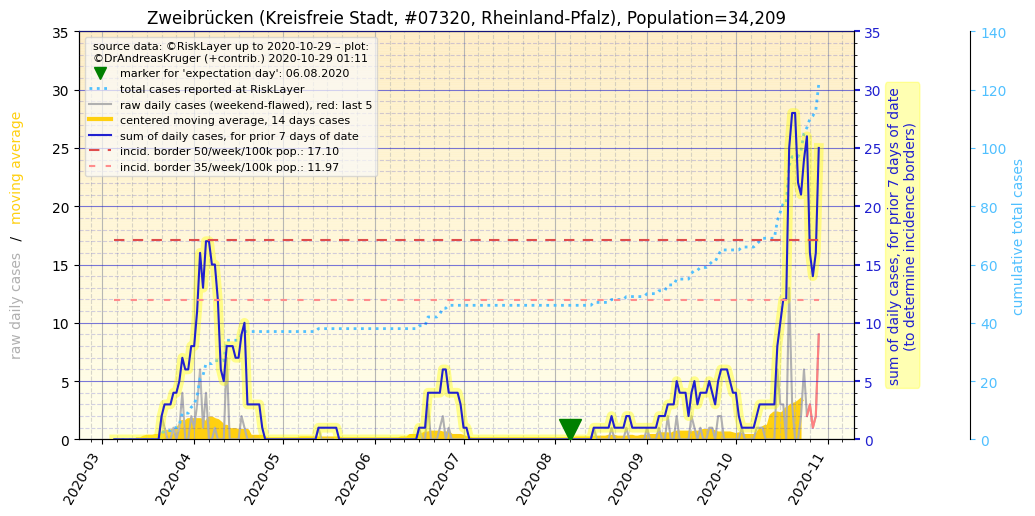 Zweibrücken (Kreisfreie Stadt, #07320, Rheinland-Pfalz), Population=34,209
source data: ©RiskLayer up to 2020-10-29 – plot:
©DrAndreasKruger (+contrib.) 2020-10-29 01:11
marker for 'expectation day': 06.08.2020
total cases reported at RiskLayer
raw daily cases (weekend-flawed), red: last 5
centered moving average, 14 days cases
sum of daily cases, for prior 7 days of date
incid. border 50/week/100k pop.: 17.10
incid. border 35/week/100k pop.: 11.97
raw daily cases / moving average
35
30
25
20
15
10
5
0
2020-03
2020-04
2020-05
2020-06
2020-07
2020-08
2020-09
2020-10
2020-11
35
30
25
20
15
10
5
0
sum of daily cases, for prior 7 days of date
(to determine incidence borders)
140
120
100
80
60
40
20
0
cumulative total cases